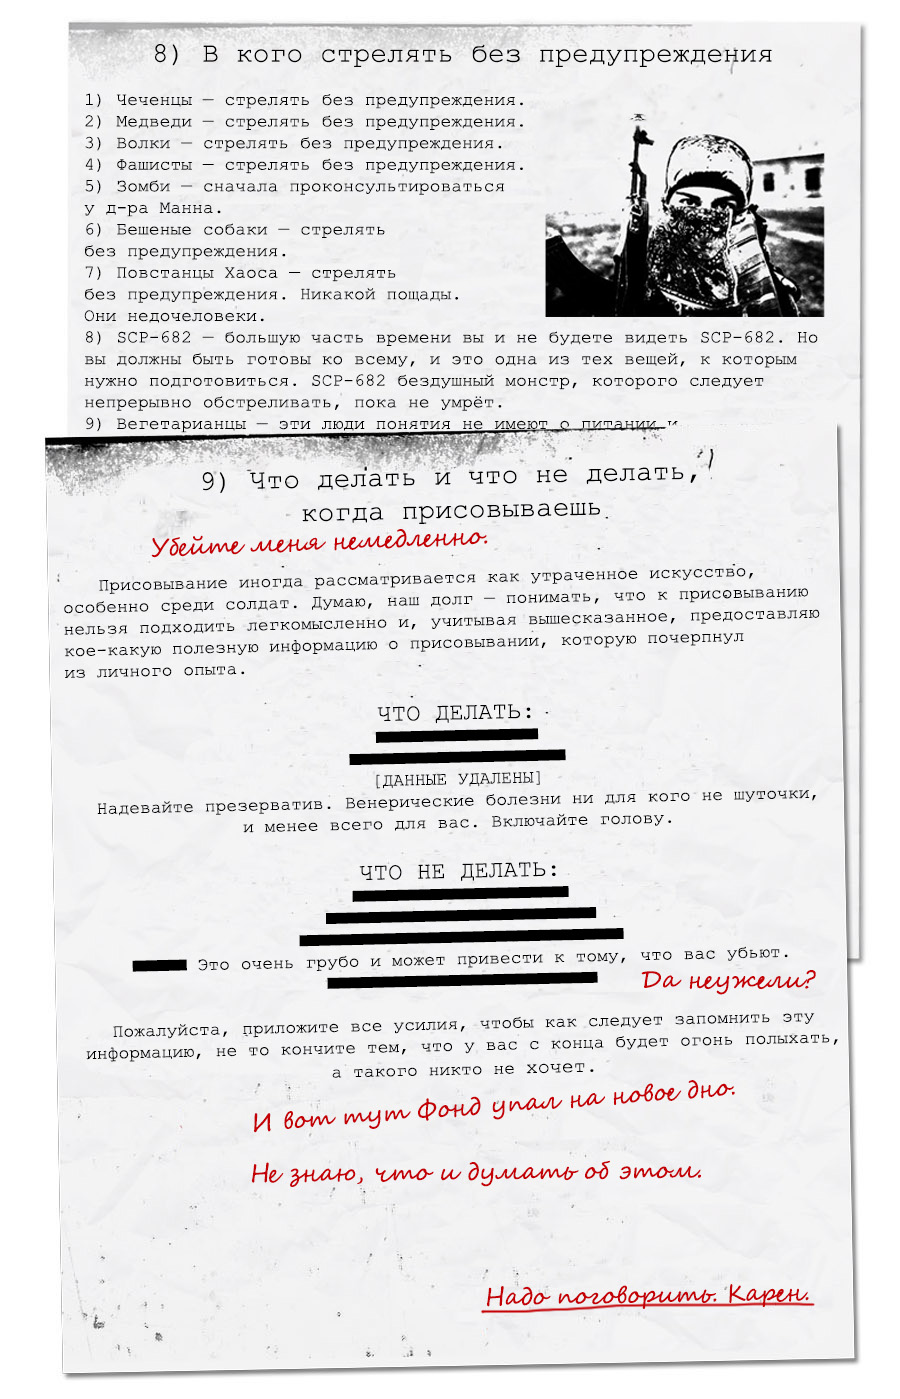 8) В кого стрелять без предупреждения
1) Чеченцы — стрелять без предупреждения.
2) Медведи — стрелять без предупреждения.
3) Волки — стрелять без предупреждения.
4) Фашисты — стрелять без предупреждения.
5) Зомби — сначала проконсультироваться
у д-ра Манна.
6) Бешеные собаки — стрелять
без предупреждения.
7) Повстанцы Хаоса — стрелять
без предупреждения. Никакой пощады.
Они недочеловеки.
8) SCP-682 — большую часть времени вы и не будете видеть SCP-682. Но
вы должны быть готовы ко всему, и это одна из тех вещей, к которым
нужно подготовиться. SCP-682 бездушный монстр, которого следует
непрерывно обстреливать, пока не умрёт.
9) Вегетарианцы — эти люди понятия не имеют о питании и
9) Что делать и что не делать,
когда присовываешь
Убейте меня немедленно.
Присовывание иногда рассматривается как утраченное искусство,
особенно среди солдат. Думаю, наш долг — понимать, что к присовыванию
нельзя подходить легкомысленно и, учитывая вышесказанное, предоставляю
кое-какую полезную информацию о присовывании, которую почерпнул
из личного опыта.
ЧТО ДЕЛАТЬ:
[ДАННЫЕ УДАЛЕНЫ]
Надевайте презерватив. Венерические болезни ни для кого не шуточки,
и менее всего для вас. Включайте голову.
ЧТО НЕ ДЕЛАТЬ:
Это очень грубо и может привести к тому, что вас убьют.
Да неужели?
Пожалуйста, приложите все усилия, чтобы как следует запомнить эту
информацию, не то кончите тем, что у вас с конца будет огонь полыхать,
а такого никто не хочет.
И вот тут Фонд упал на новое дно.
Не знаю, что и думать об этом.
Надо поговорить. Карен.